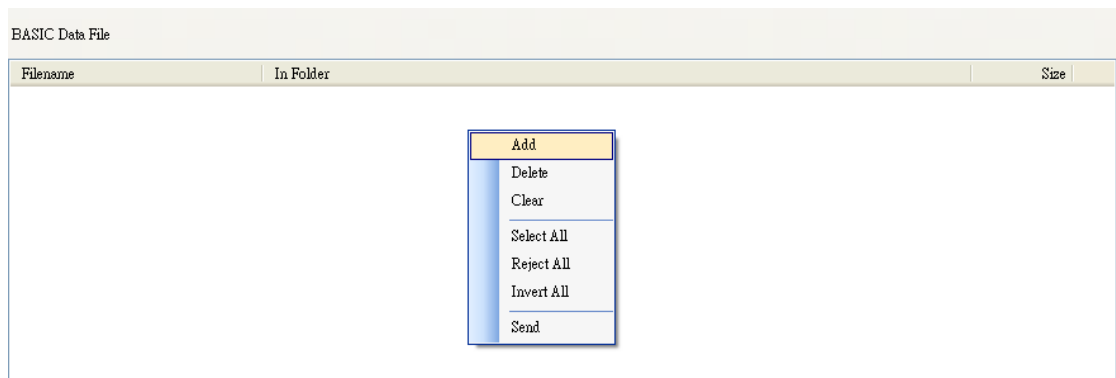 BASIC Data File
Filename In Folder Size
Add
Delete
Clear
Select All
Reject All
Invert All
Send